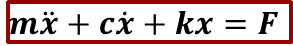 mẍ + cẋ + kx = F